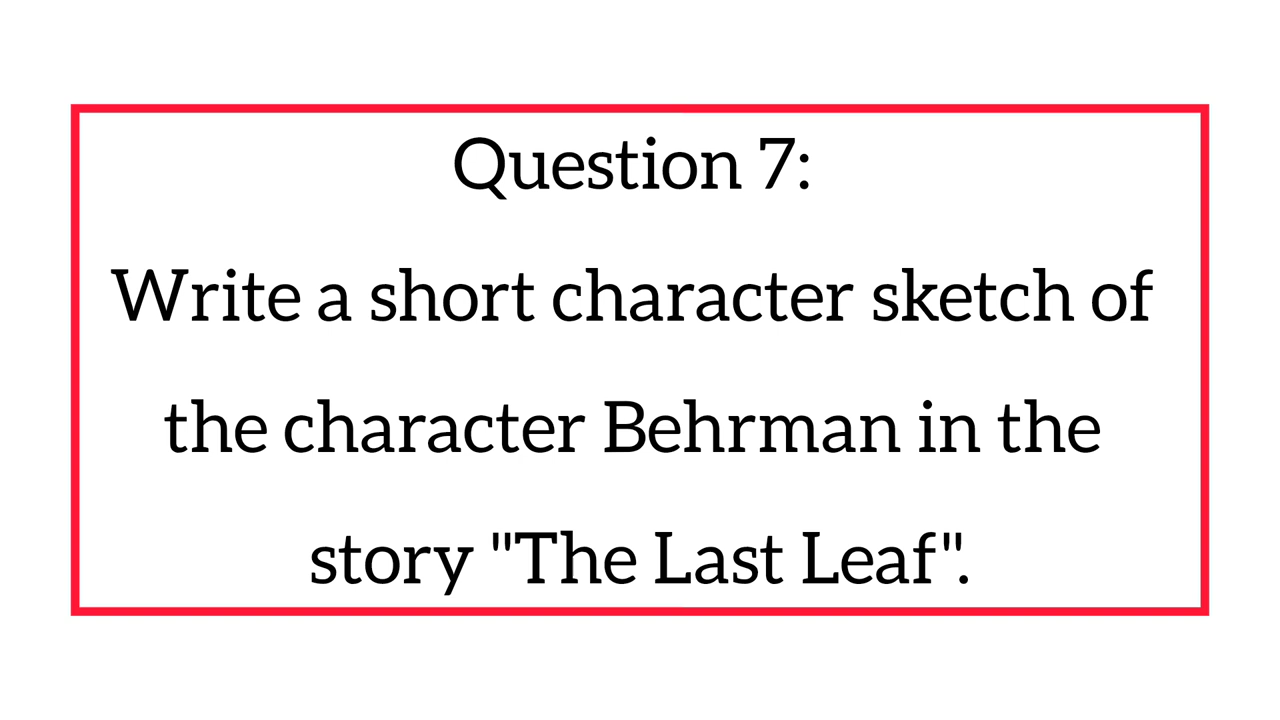 Question 7:
Write a short character sketch of
the character Behrman in the
story "The Last Leaf".